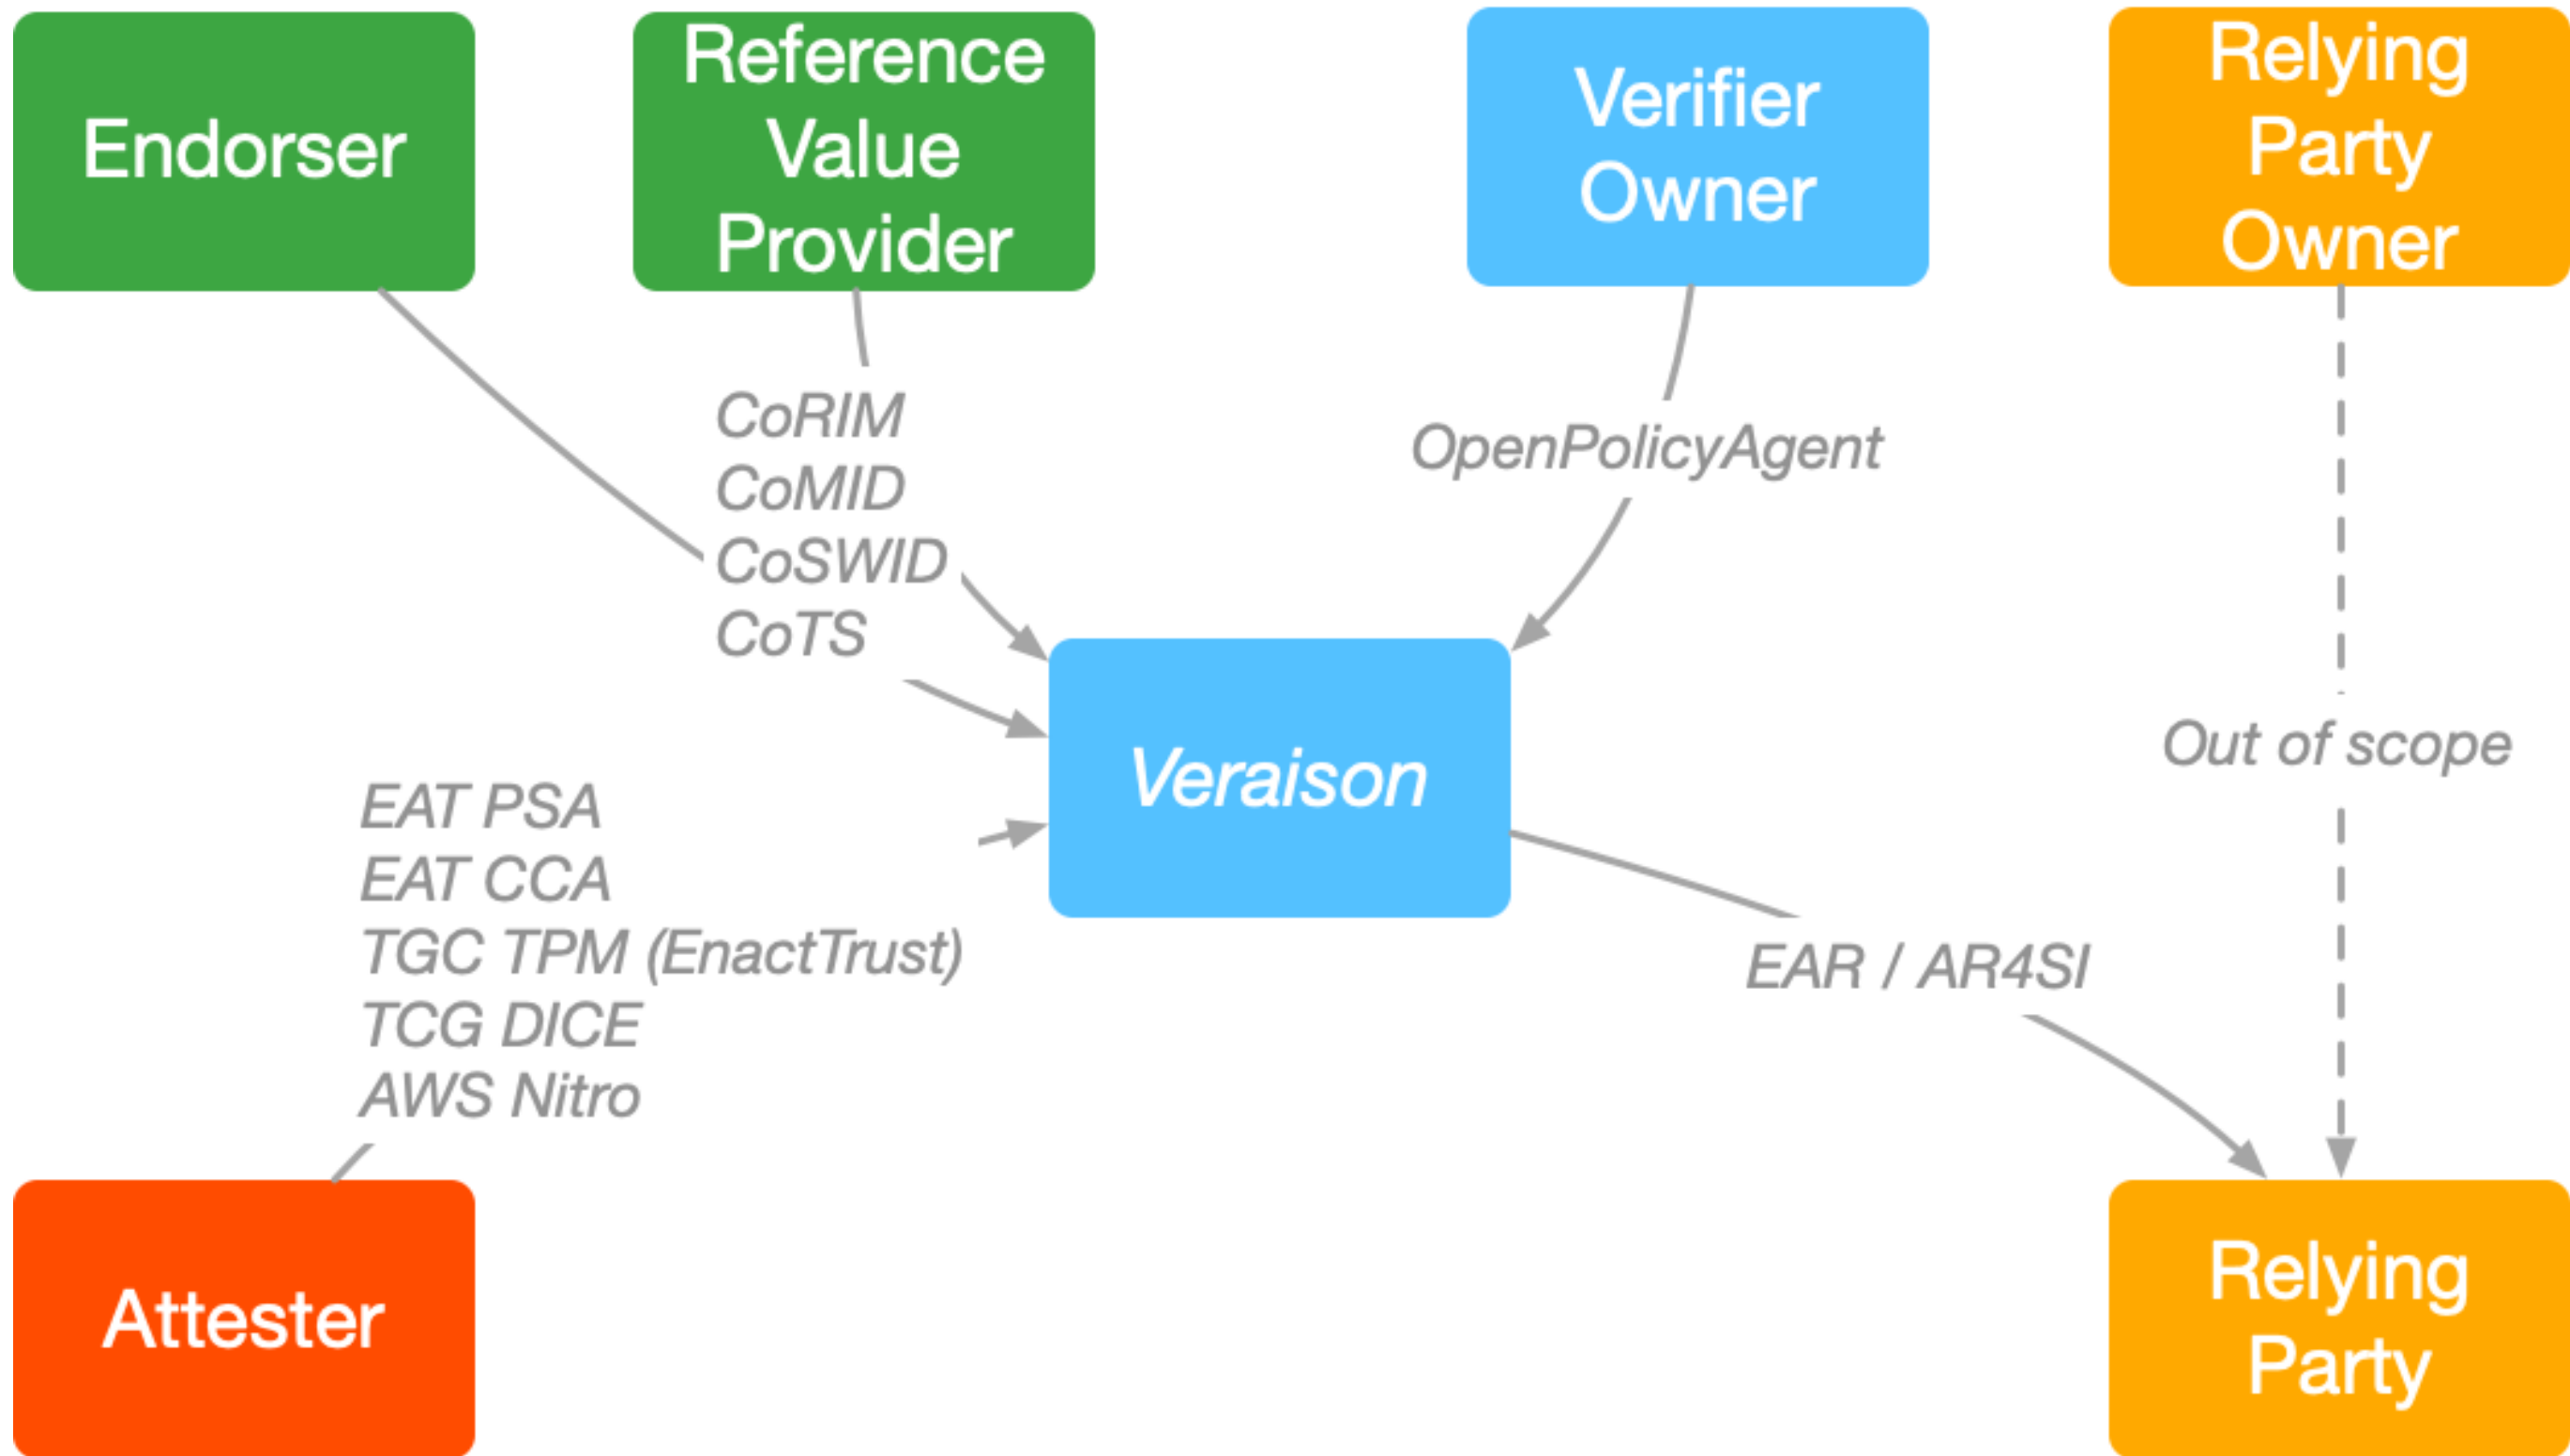 Endorser
Reference
Value
Provider
Verifier
Owner
Relying
Party
Owner
CoRIM
CoMID
CoSWID
CoTS
OpenPolicyAgent
Out of scope
Veraison
EAT PSA
EAT CCA
TGC TPM (EnactTrust)
TCG DICE
AWS Nitro
EAR / AR4SI
Attester
Relying
Party